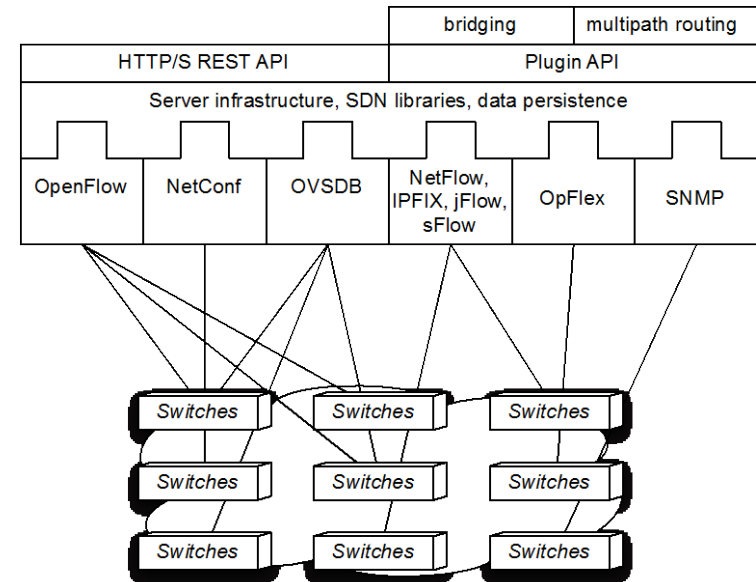 bridging
multipath routing
HTTP/S REST API
Plugin API
Server infrastructure, SDN libraries, data persistence
OpenFlow
NetConf
OVSDB
NetFlow,
IPFIX, jFlow,
sFlow
OpFlex
SNMP
Switches
Switches
Switches
Switches
Switches
Switches
Switches
Switches
Switches